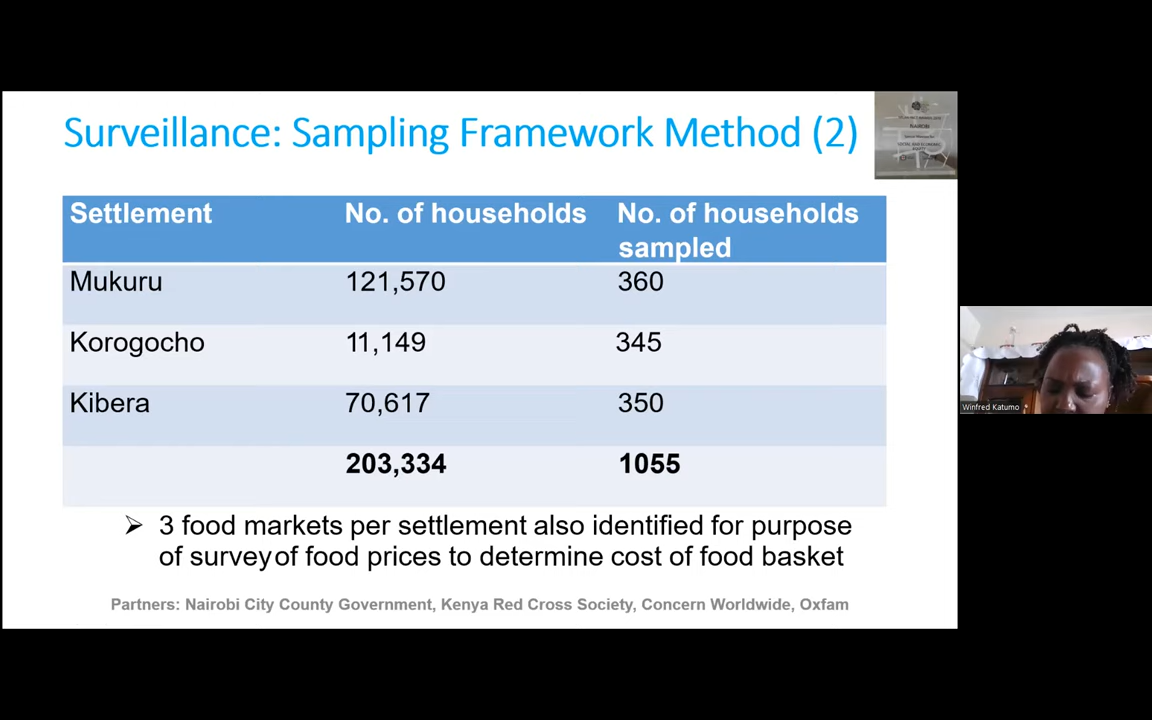 Surveillance: Sampling Framework Method (2)
NAIROBI
Settlement No. of households No. of households sampled
Mukuru 121,570 360
Korogocho 11,149 345
Kibera 70,617 350
203,334 1055
➢ 3 food markets per settlement also identified for purpose
of survey of food prices to determine cost of food basket
Partners: Nairobi City County Government, Kenya Red Cross Society, Concern Worldwide, Oxfam
Winfred Katumo